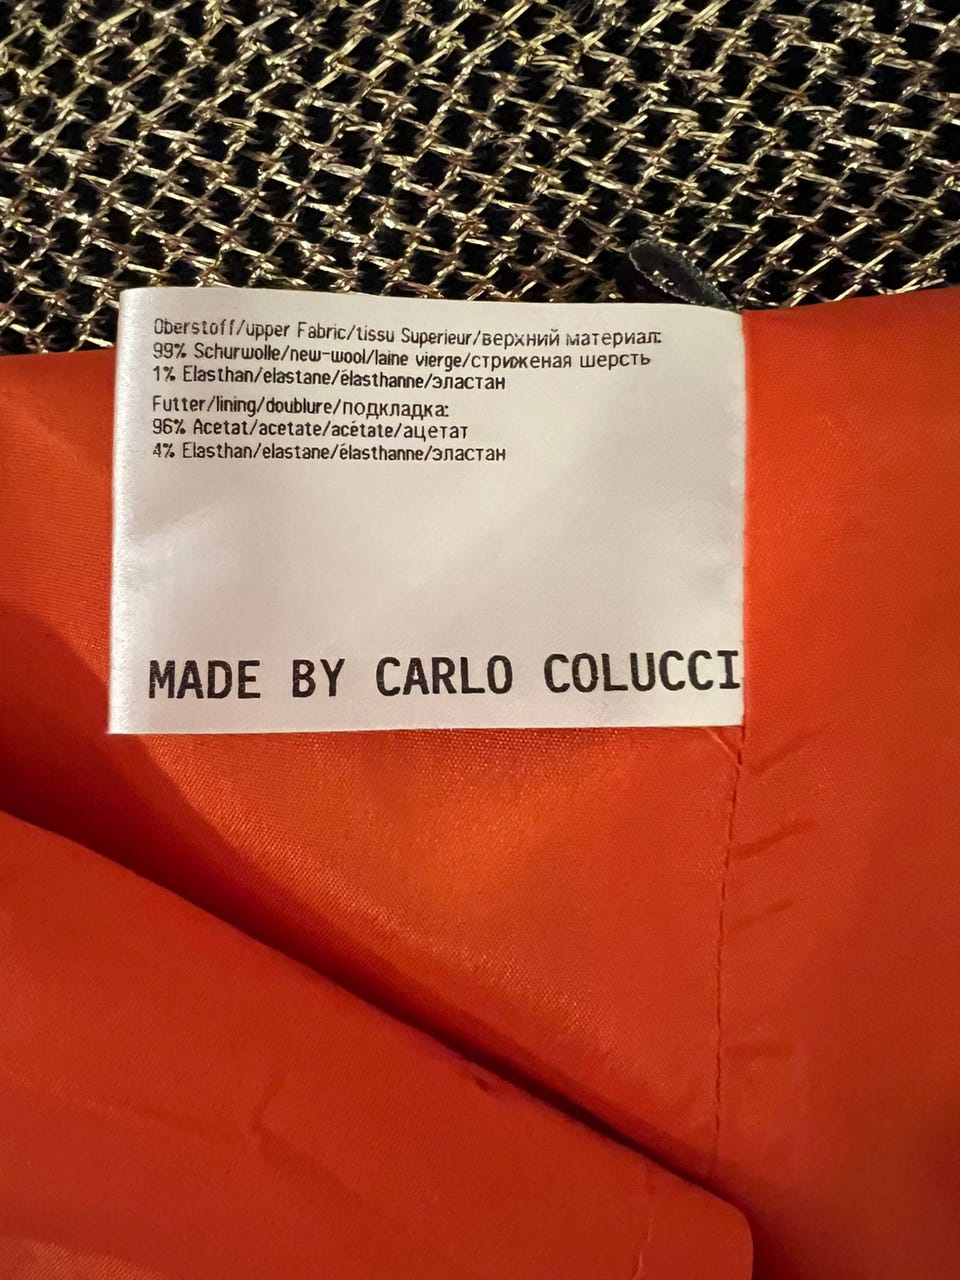 Oberstoff/upper Fabric/tissu Superieur/верхний материал:
99% Schurwolle/new-wool/laine vierge/стриженая шерсть
1% Elasthan/elastane/élasthanne/эластан
Futter/lining/doublure/подкладка:
96% Acetat/acetate/acétate/ацетат
4% Elasthan/elastane/élasthanne/эластан
MADE BY CARLO COLUCCI